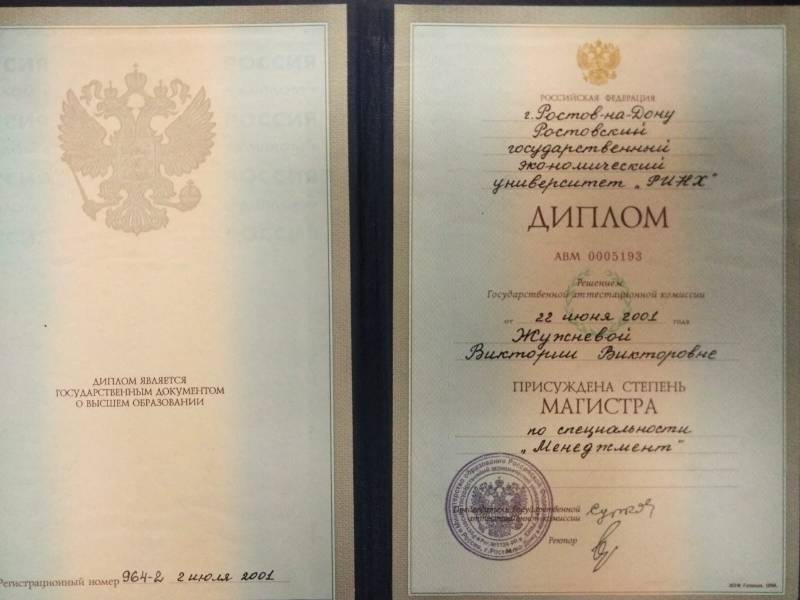 ДИПЛОМ ЯВЛЯЕТСЯ
ГОСУДАРСТВЕННЫМ ДОКУМЕНТОМ
О ВЫСШЕМ ОБРАЗОВАНИИ
Регистрационный номер 964-2 2 июля 2001
РОССИЙСКАЯ ФЕДЕРАЦИЯ
г. Ростов-на-Дону
Ростовский
государственный
экономический
университет „РИНХ"
ДИПЛОМ
АВМ 0005193
Решением
Государственной аттестационной комиссии
от 22 июня 2001 года
Жужневой
Виктории Викторовне
ПРИСУЖДЕНА СТЕПЕНЬ
МАГИСТРА
по специальности
„Менеджмент"
Председатель Государственной
аттестационной комиссии
Ректор